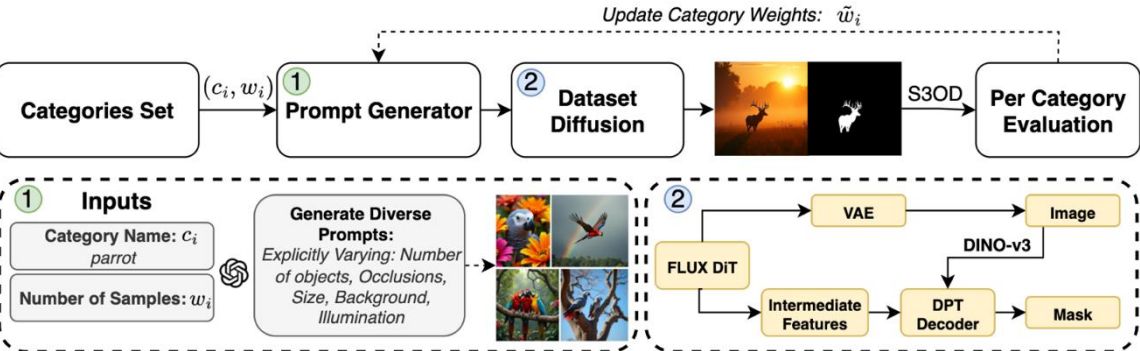 Update Category Weights: w̃ᵢ
Categories Set
(cᵢ, wᵢ)
1
Prompt Generator
2
Dataset
Diffusion
S3OD
Per Category
Evaluation
1
Inputs
Category Name: cᵢ
parrot
Number of Samples: wᵢ
Generate Diverse
Prompts:
Explicitly Varying: Number
of objects, Occlusions,
Size, Background,
Illumination
2
FLUX DiT
VAE
Image
DINO-v3
Intermediate
Features
DPT
Decoder
Mask